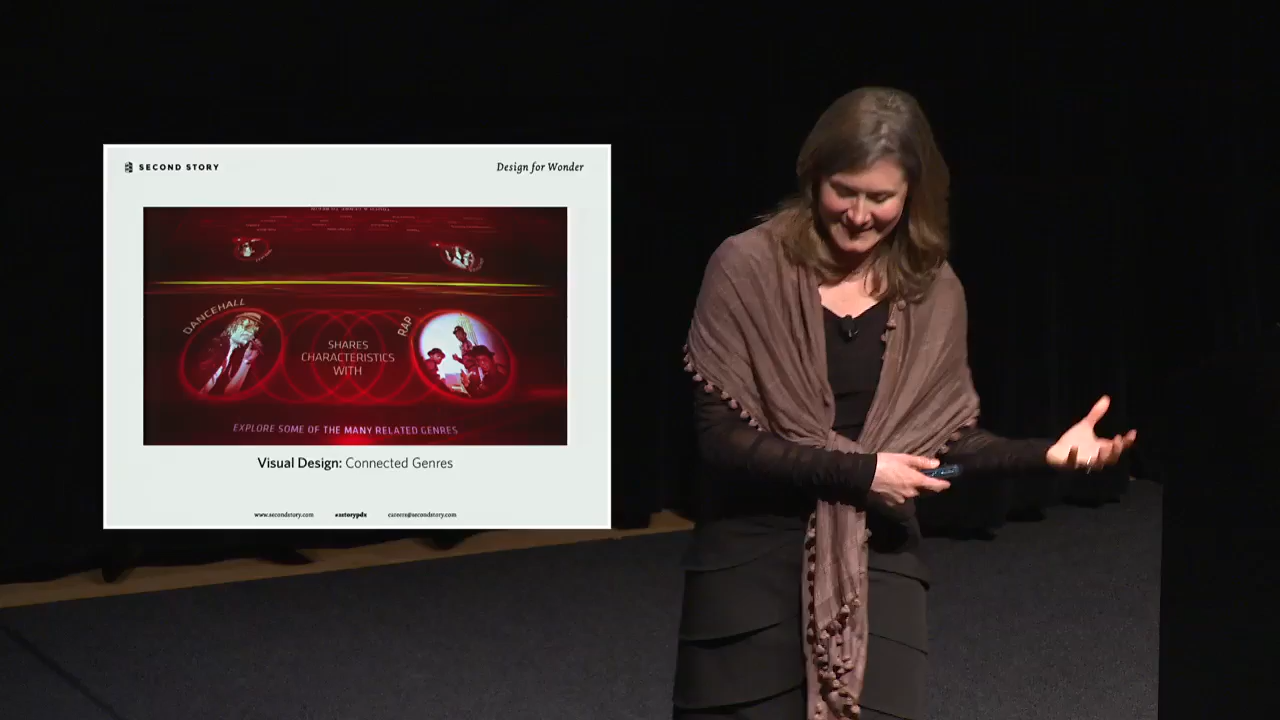 SECOND STORY
Design for Wonder
DANCEHALL
RAP
SHARES
CHARACTERISTICS
WITH
EXPLORE SOME OF THE MANY RELATED GENRES
Visual Design: Connected Genres
www.secondstory.com #sstorypdx careers@secondstory.com